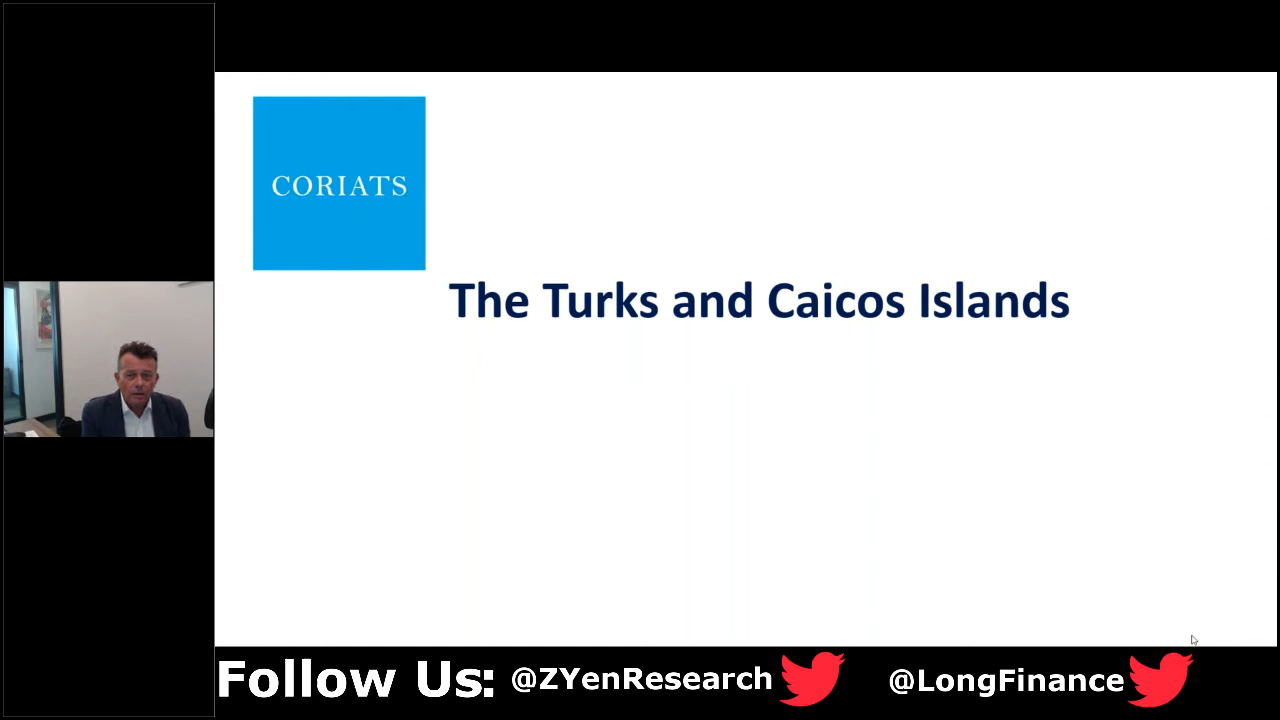 CORIATS
The Turks and Caicos Islands
Follow Us: @ZYenResearch @LongFinance